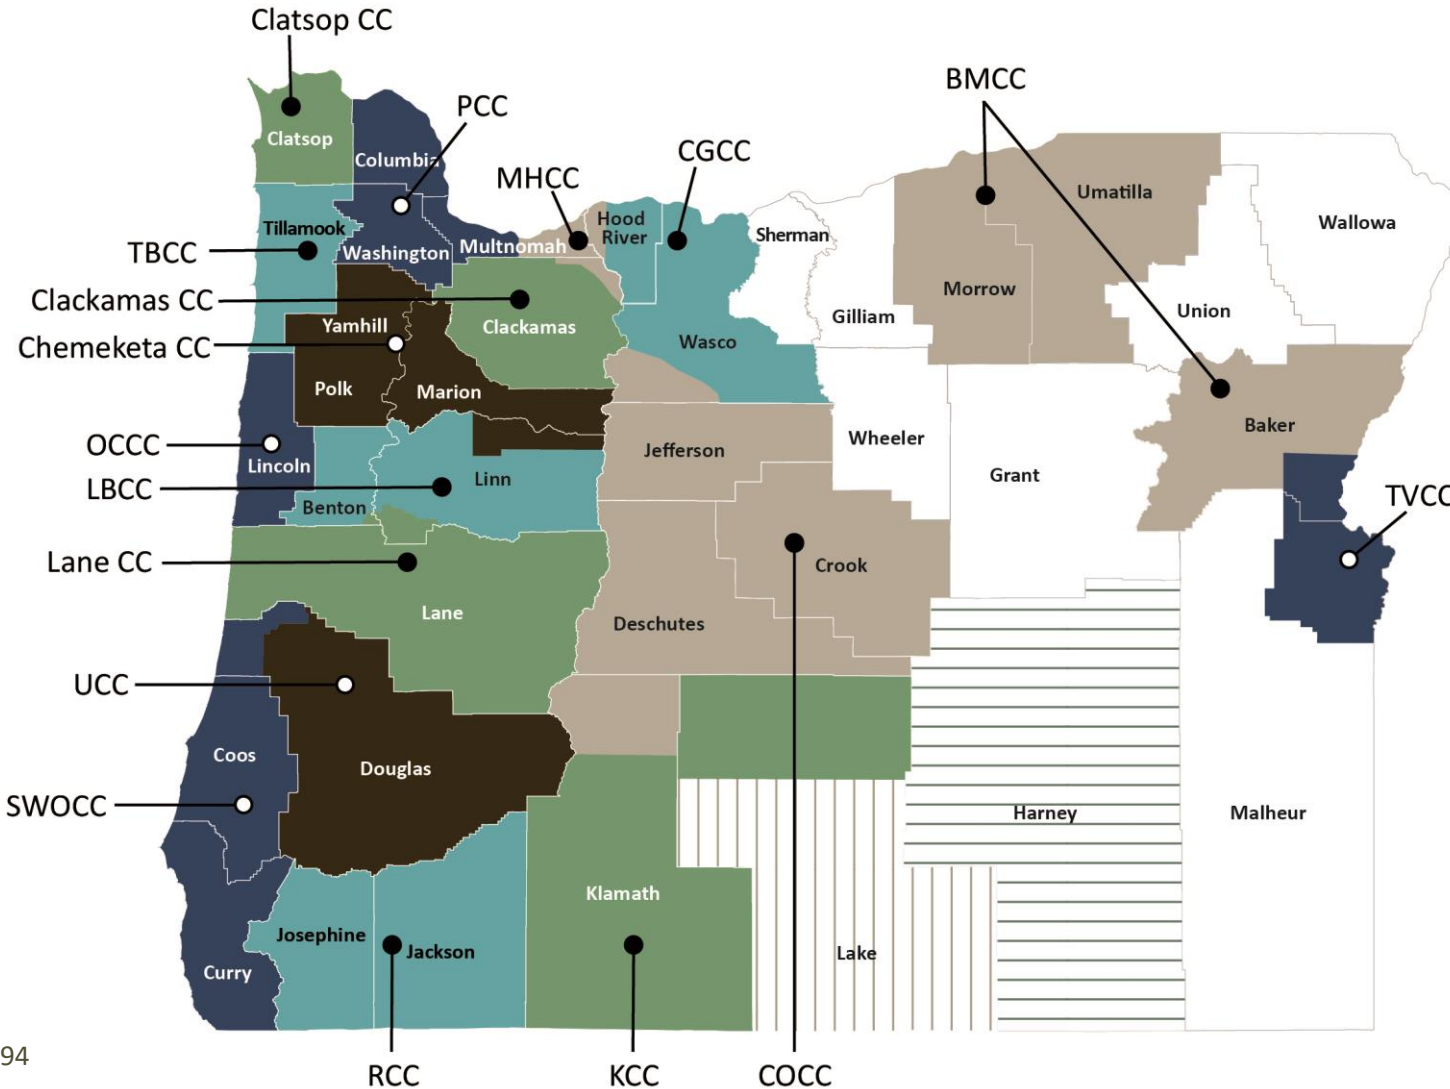 Clatsop CC
BMCC
PCC
Clatsop
Columbia
CGCC
MHCC
Umatilla
Hood
River
Wallowa
Tillamook
Sherman
Multnomah
TBCC
Washington
Morrow
Clackamas CC
Union
Gilliam
Yamhill
Clackamas
Chemeketa CC
Wasco
Polk
Marion
Baker
Wheeler
OCCC
Jefferson
Lincoln
Grant
Linn
LBCC
TVCC
Benton
Lane CC
Crook
Lane
Deschutes
UCC
Coos
Douglas
SWOCC
Harney
Malheur
Klamath
Josephine
Jackson
Lake
Curry
94
RCC
KCC
COCC